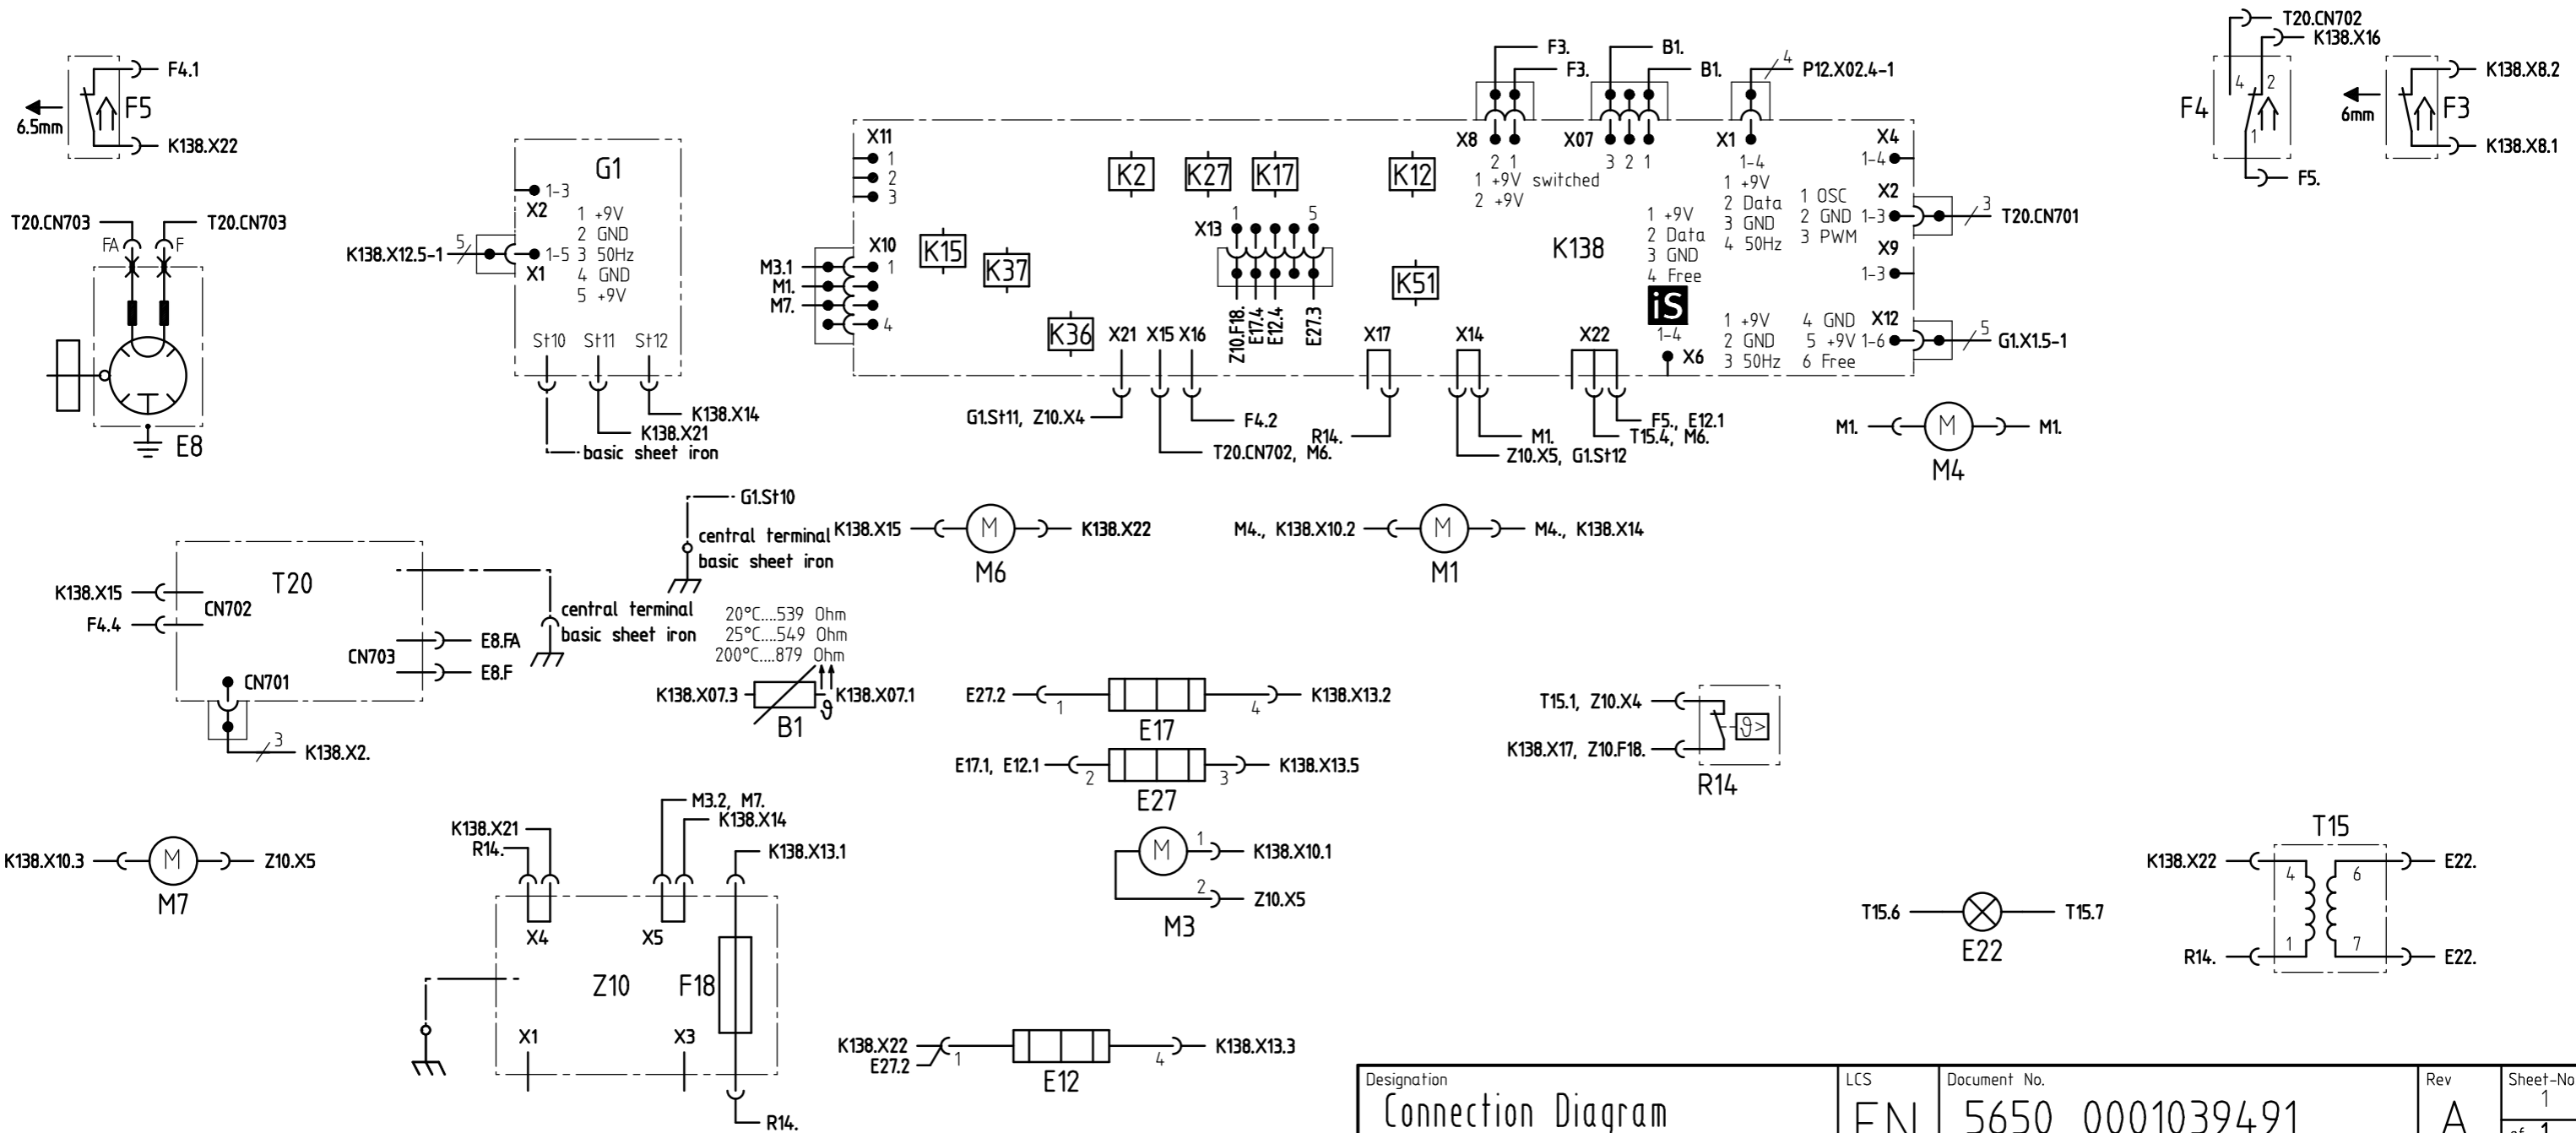 F4.1
F5
6.5mm
K138.X22
T20.CN703
T20.CN703
FA
F
E8
G1
1-3
X2
1 +9V
2 GND
3 50Hz
4 GND
5 +9V
K138.X12.5-1
5
1-5
X1
St10
St11
St12
K138.X14
K138.X21
basic sheet iron
X11
1
2
3
X10
1
4
M3.1
M1.
M7.
K15
K37
K36
K2
K27
K17
K12
K51
X13
1
5
Z10.F18.
E17.4
E12.4
E27.3
F3.
F3.
X8
2 1
1 +9V switched
2 +9V
B1.
B1.
X07
3 2 1
4
P12.X02.4-1
X1
1-4
1 +9V
2 Data
3 GND
4 50Hz
K138
1 +9V
2 Data
3 GND
4 Free
iS
1-4
X6
X4
1-4
X2
1-3
1 OSC
2 GND
3 PWM
3
T20.CN701
X9
1-3
X12
1-6
1 +9V
2 GND
3 50Hz
4 GND
5 +9V
6 Free
5
G1.X1.5-1
X21
X15
X16
X17
X14
X22
G1.St11, Z10.X4
F4.2
T20.CN702, M6.
R14.
M1.
Z10.X5, G1.St12
F5., E12.1
T15.4, M6.
T20.CN702
K138.X16
4
2
F4
1
F5.
K138.X8.2
F3
6mm
K138.X8.1
M1.
M
M1.
M4
G1.St10
central terminal
basic sheet iron
K138.X15
M
K138.X22
M6
M4., K138.X10.2
M
M4., K138.X14
M1
T20
K138.X15
CN702
F4.4
CN703
E8.FA
E8.F
CN701
3
K138.X2.
central terminal
basic sheet iron
20°C....539 Ohm
25°C....549 Ohm
200°C....879 Ohm
K138.X07.3
K138.X07.1
ϑ
B1
E27.2
1
4
K138.X13.2
E17
E17.1, E12.1
2
3
K138.X13.5
E27
T15.1, Z10.X4
K138.X17, Z10.F18.
ϑ>
R14
K138.X10.3
M
Z10.X5
M7
K138.X21
R14.
M3.2, M7.
K138.X14
K138.X13.1
X4
X5
Z10
F18
X1
X3
R14.
M
1
K138.X10.1
2
Z10.X5
M3
K138.X22
E27.2
1
4
K138.X13.3
E12
T15.6
T15.7
E22
T15
K138.X22
4
6
E22.
R14.
1
7
E22.
Designation
Connection Diagram
LCS
EN
Document No.
5650 0001039491
Rev
A
Sheet-No
1
of 1